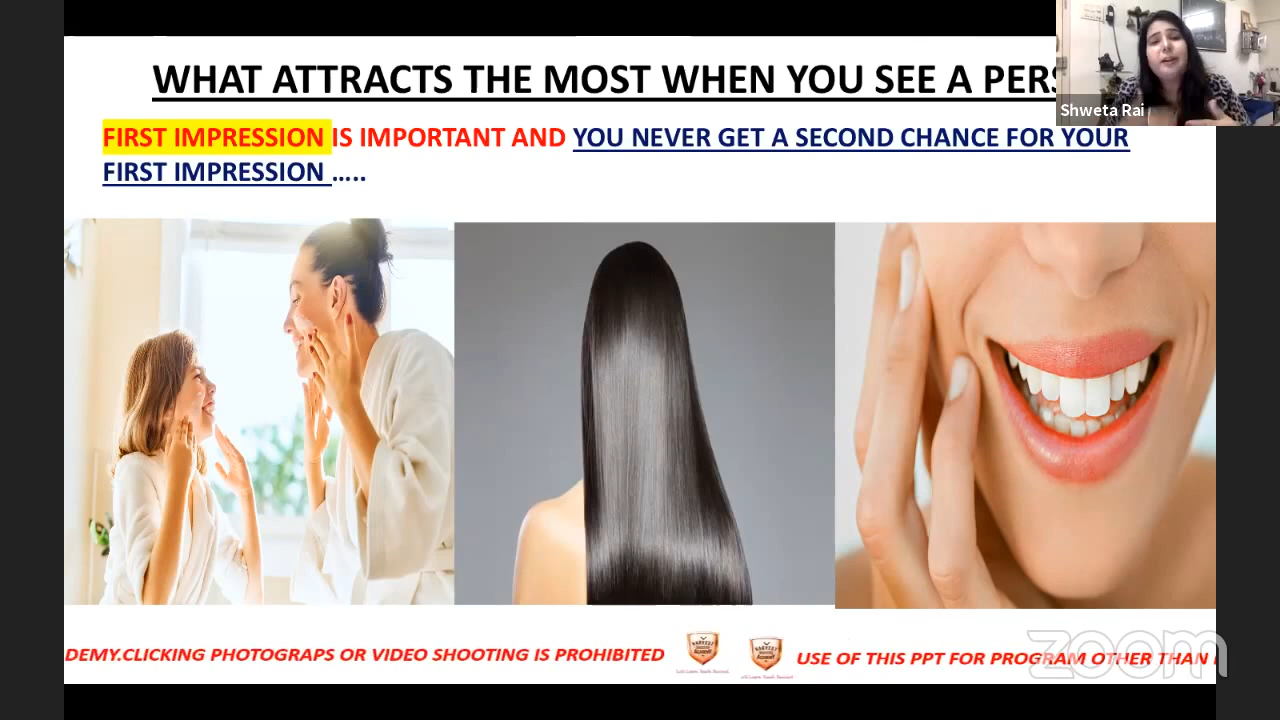 WHAT ATTRACTS THE MOST WHEN YOU SEE A PERS
Shweta Rai
FIRST IMPRESSION IS IMPORTANT AND YOU NEVER GET A SECOND CHANCE FOR YOUR
FIRST IMPRESSION …..
DEMY.CLICKING PHOTOGRAPS OR VIDEO SHOOTING IS PROHIBITED
HARVEST
ACADEMY
USE OF THIS PPT FOR PROGRAM OTHER THAN
zoom